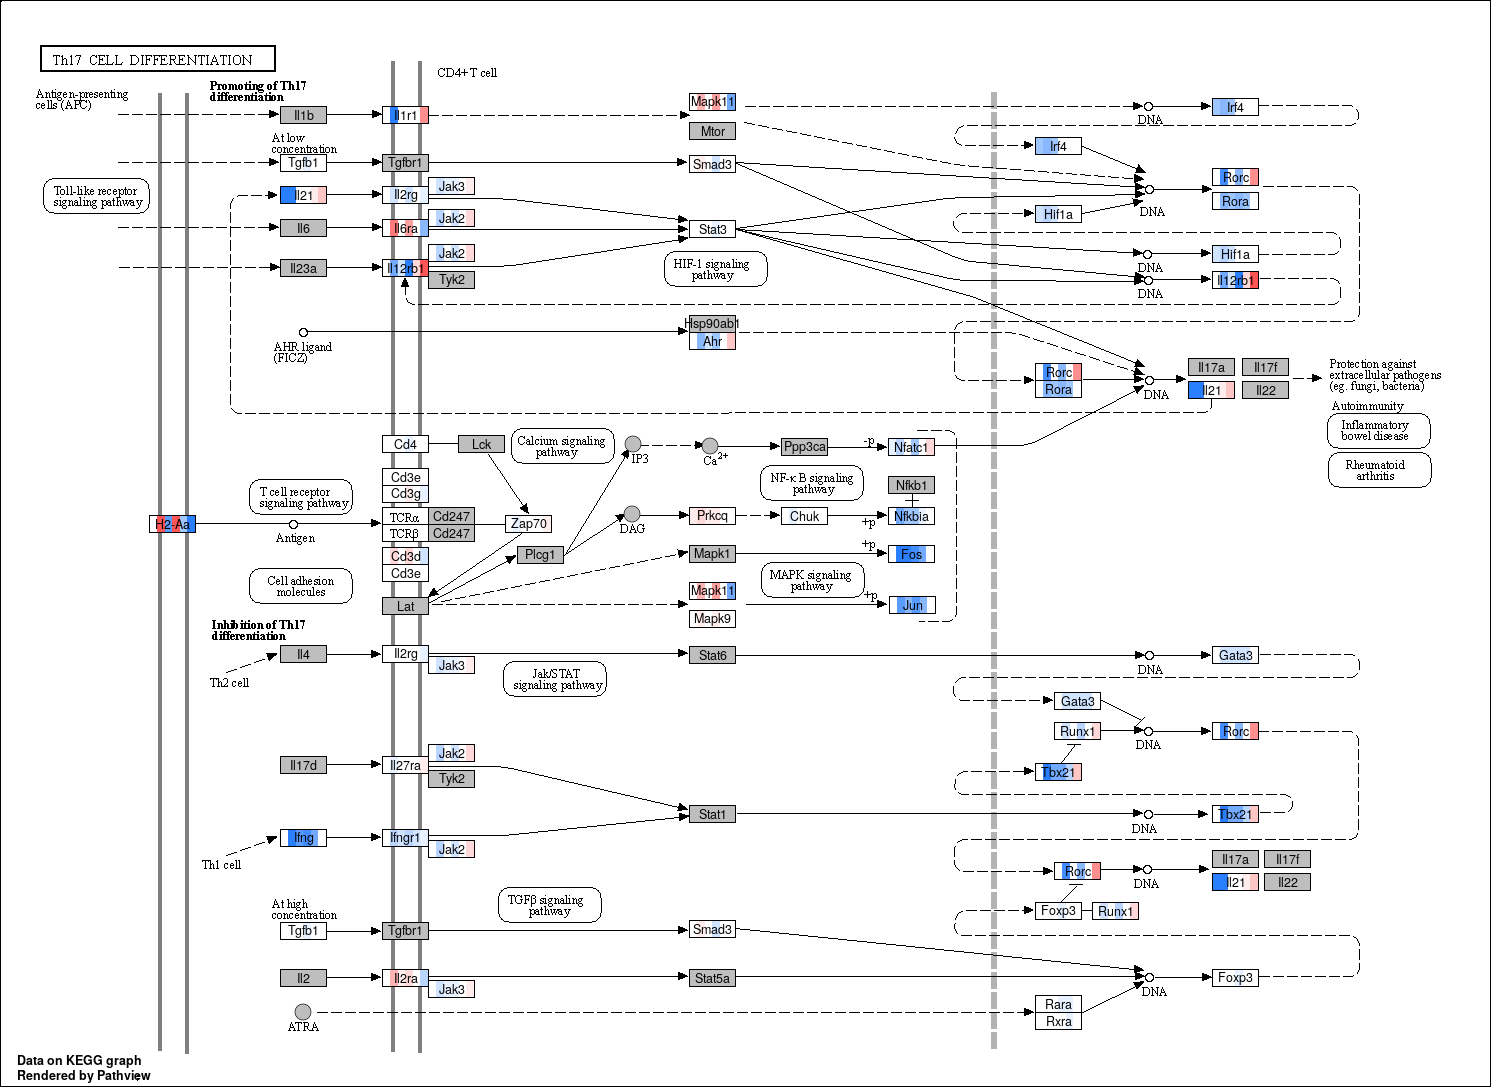 Th17 CELL DIFFERENTIATION
CD4+T cell
Promoting of Th17
differentiation
Antigen-presenting
cells (APC)
Il1b
Il1r1
Mapk11
Mtor
DNA
Irf4
Irf4
At low
concentration
Tgfb1
Tgfbr1
Smad3
Toll-like receptor
signaling pathway
Il21
Il2rg
Jak3
Rorc
Rora
DNA
Il6
Il6ra
Jak2
Stat3
Hif1a
Il23a
Il12rb1
Jak2
Tyk2
HIF-1 signaling
pathway
DNA
Hif1a
DNA
Il12rb1
Hsp90ab1
Ahr
AHR ligand
(FICZ)
Rorc
Rora
DNA
Il17a
Il17f
Il21
Il22
Protection against
extracellular pathogens
(eg. fungi, bacteria)
Autoimmunity
Inflammatory
bowel disease
Rheumatoid
arthritis
Cd4
Lck
Calcium signaling
pathway
IP3
Ca2+
Ppp3ca
-p
Nfatc1
Cd3e
Cd3g
T cell receptor
signaling pathway
NF-κ B signaling
pathway
Nfkb1
H2-Aa
Antigen
TCRα
Cd247
TCRβ
Cd247
Zap70
DAG
Prkcq
Chuk
+p
Nfkbia
Cd3d
Cd3e
Plcg1
Mapk1
+p
Fos
Cell adhesion
molecules
Lat
Mapk11
Mapk9
MAPK signaling
pathway
+p
Jun
Inhibition of Th17
differentiation
Il4
Th2 cell
Il2rg
Jak3
Jak/STAT
signaling pathway
Stat6
DNA
Gata3
Gata3
Runx1
DNA
Rorc
Tbx21
Il17d
Il27ra
Jak2
Tyk2
Stat1
DNA
Tbx21
Ifng
Th1 cell
Ifngr1
Jak2
Rorc
DNA
Il17a
Il17f
Il21
Il22
Foxp3
Runx1
TGFβ signaling
pathway
At high
concentration
Tgfb1
Tgfbr1
Smad3
Il2
Il2ra
Jak3
Stat5a
DNA
Foxp3
ATRA
Rara
Rxra
Data on KEGG graph
Rendered by Pathview